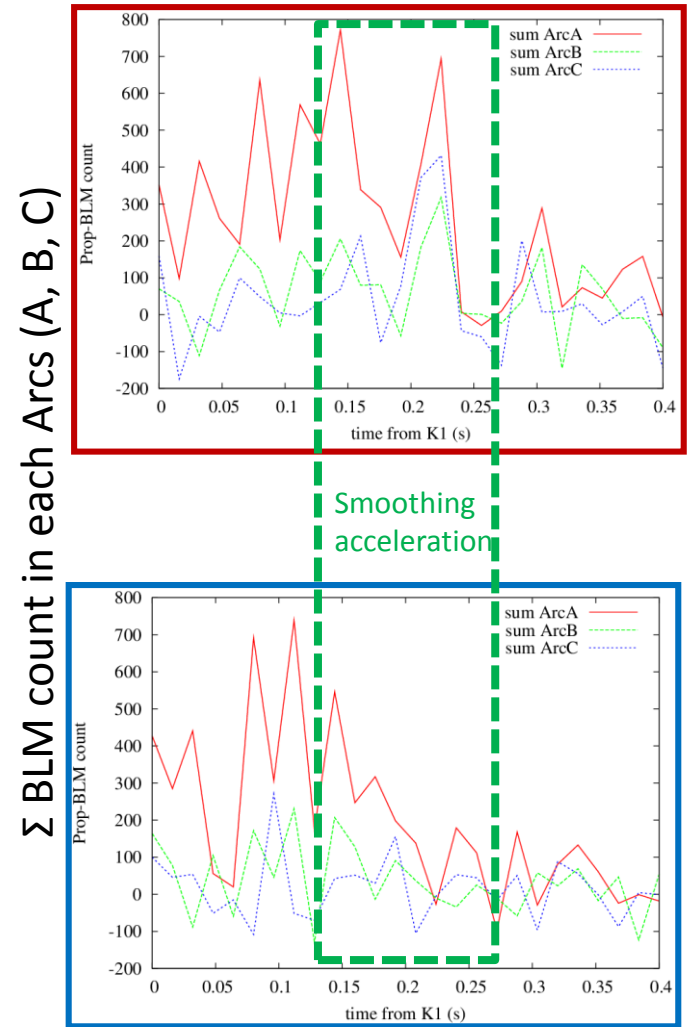 Σ BLM count in each Arcs (A, B, C)
800
700
600
500
400
300
200
100
0
-100
-200
Prop-BLM count
sum ArcA
sum ArcB
sum ArcC
0 0.05 0.1 0.15 0.2 0.25 0.3 0.35 0.4
time from K1 (s)
Smoothing
acceleration
800
700
600
500
400
300
200
100
0
-100
-200
Prop-BLM count
sum ArcA
sum ArcB
sum ArcC
0 0.05 0.1 0.15 0.2 0.25 0.3 0.35 0.4
time from K1 (s)